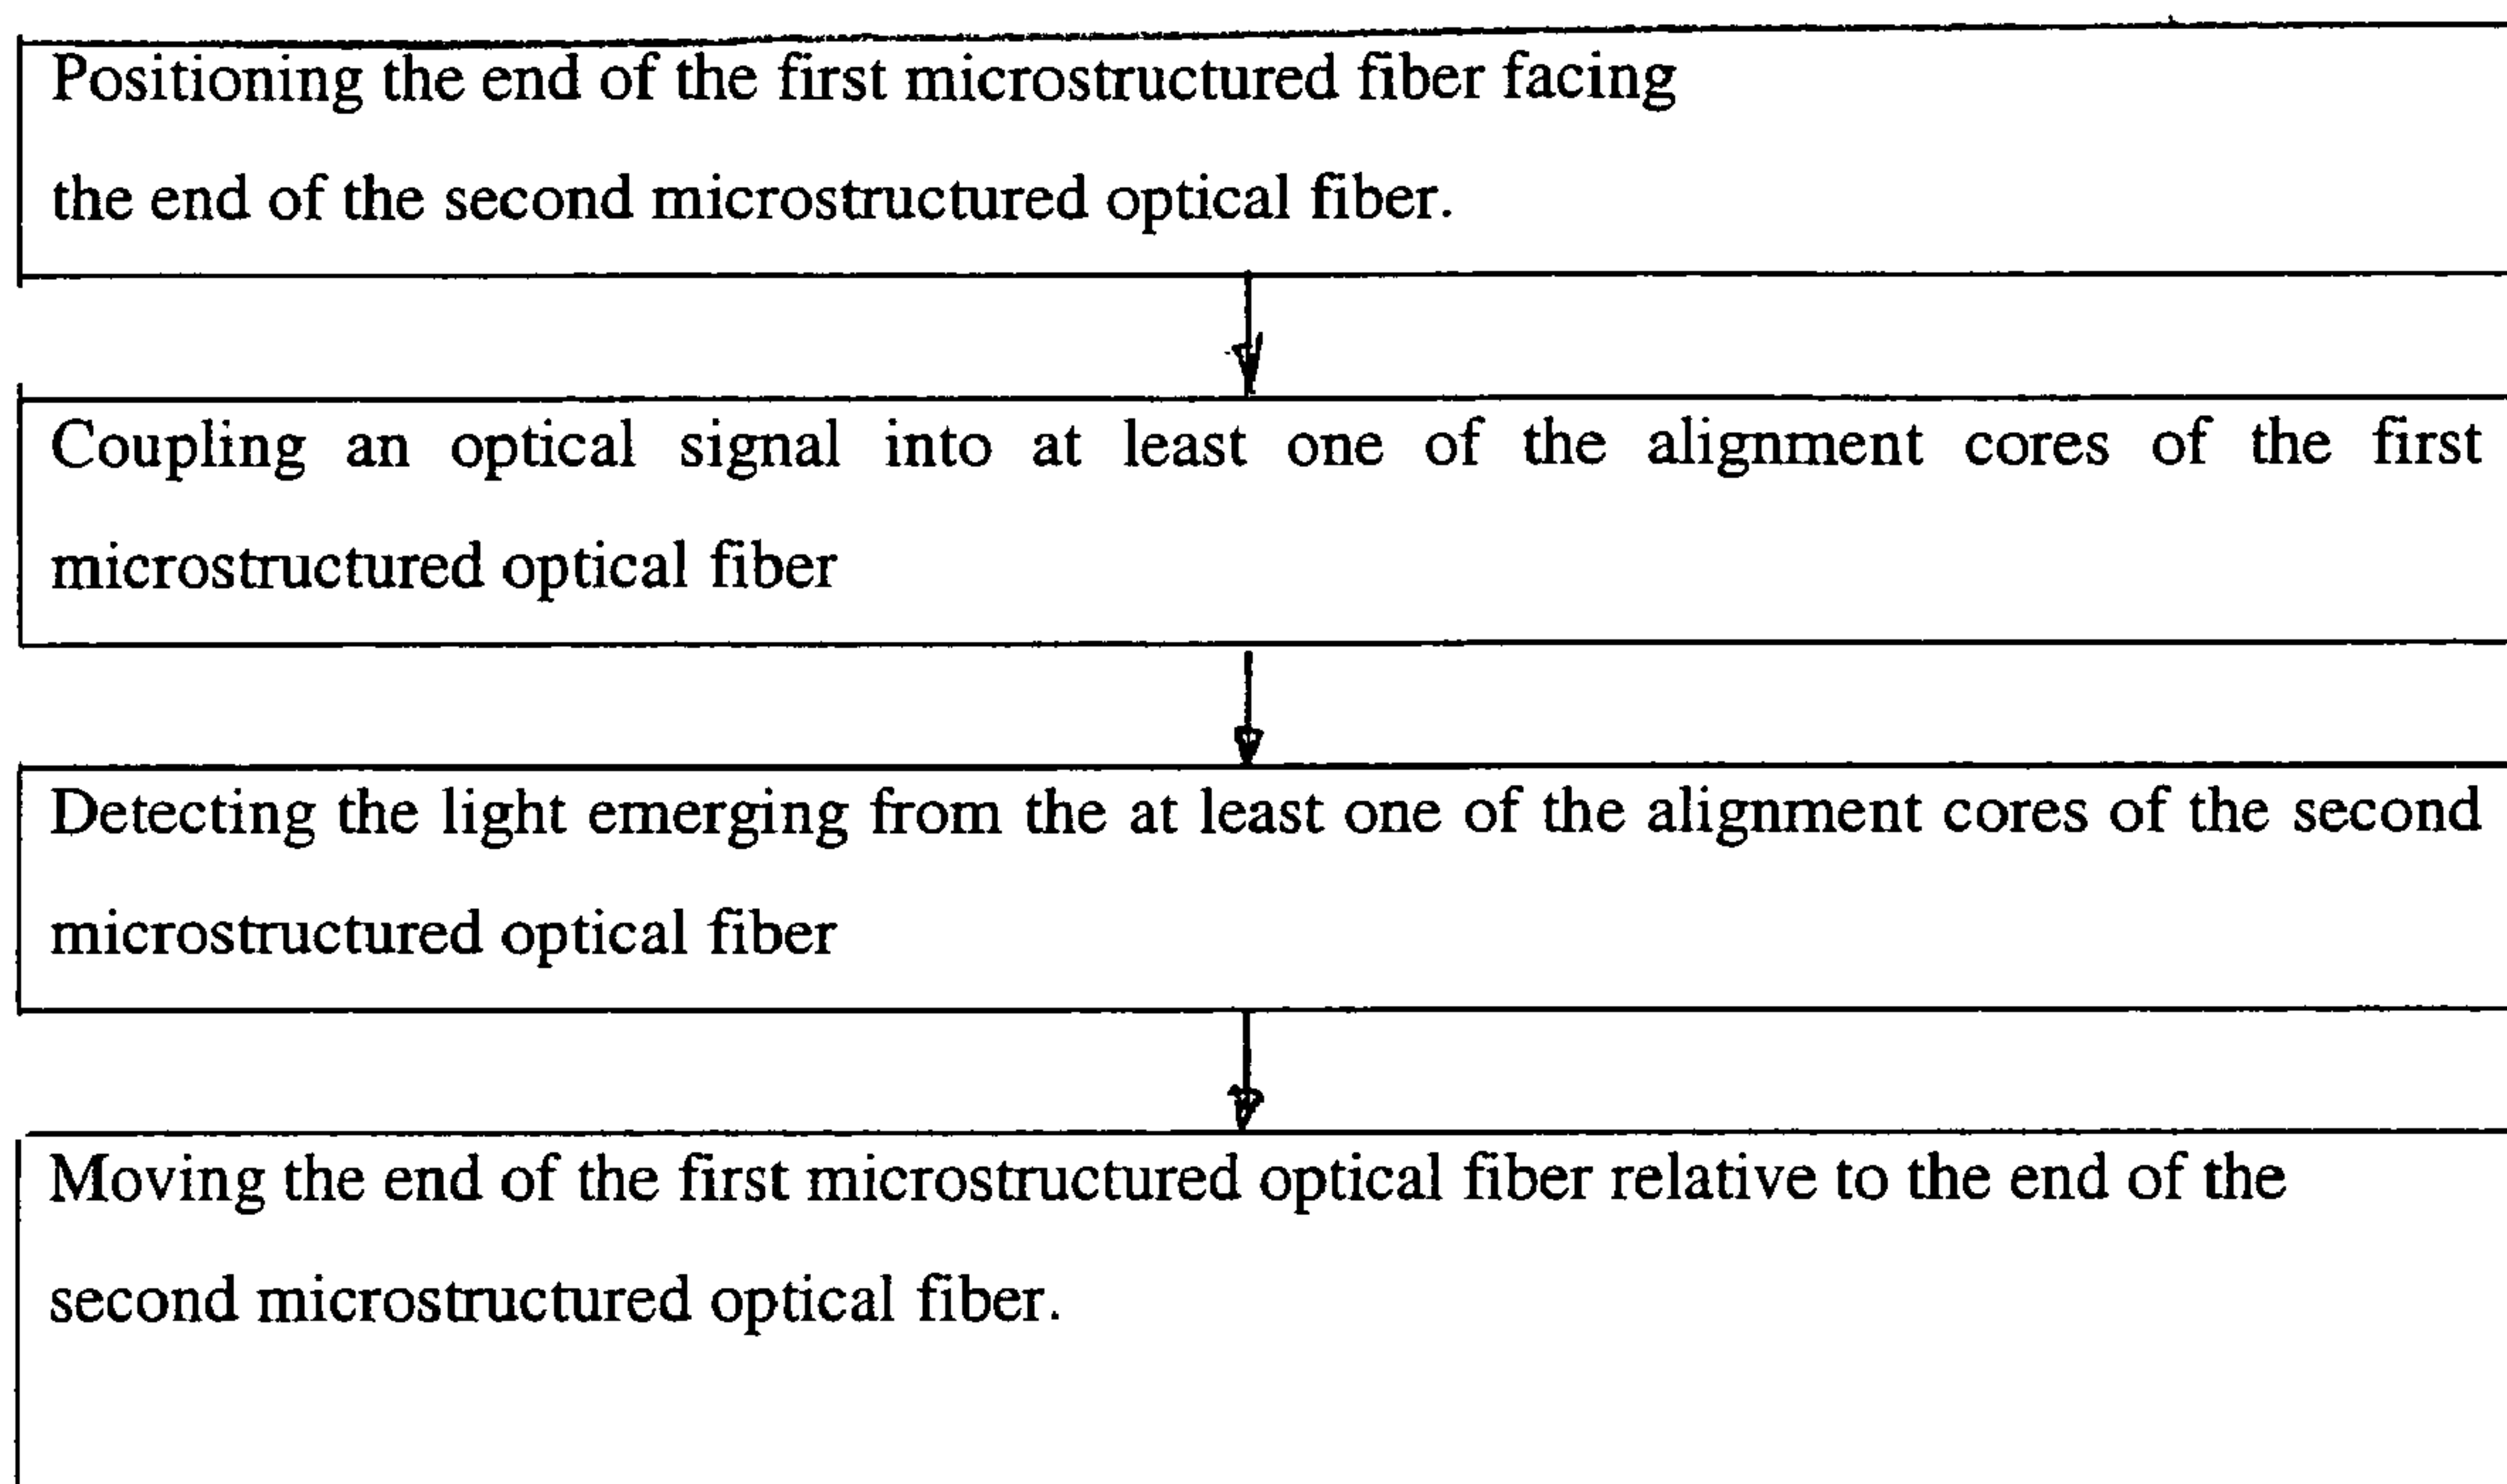 Positioning the end of the first microstructured fiber facing
the end of the second microstructured optical fiber.
Coupling an optical signal into at least one of the alignment cores of the first
microstructured optical fiber
Detecting the light emerging from the at least one of the alignment cores of the second
microstructured optical fiber
Moving the end of the first microstructured optical fiber relative to the end of the
second microstructured optical fiber.